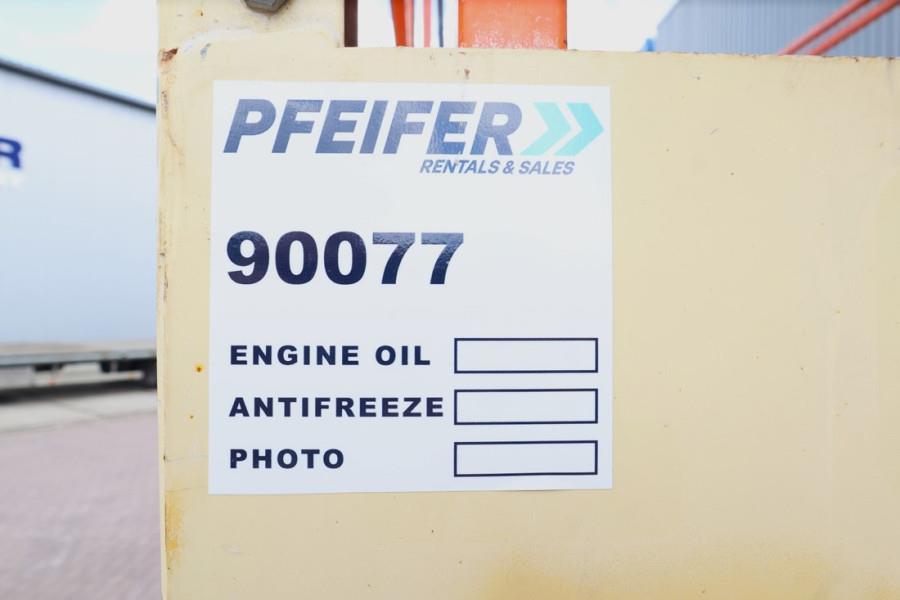 PFEIFER
RENTALS & SALES
90077
ENGINE OIL
ANTIFREEZE
PHOTO
R